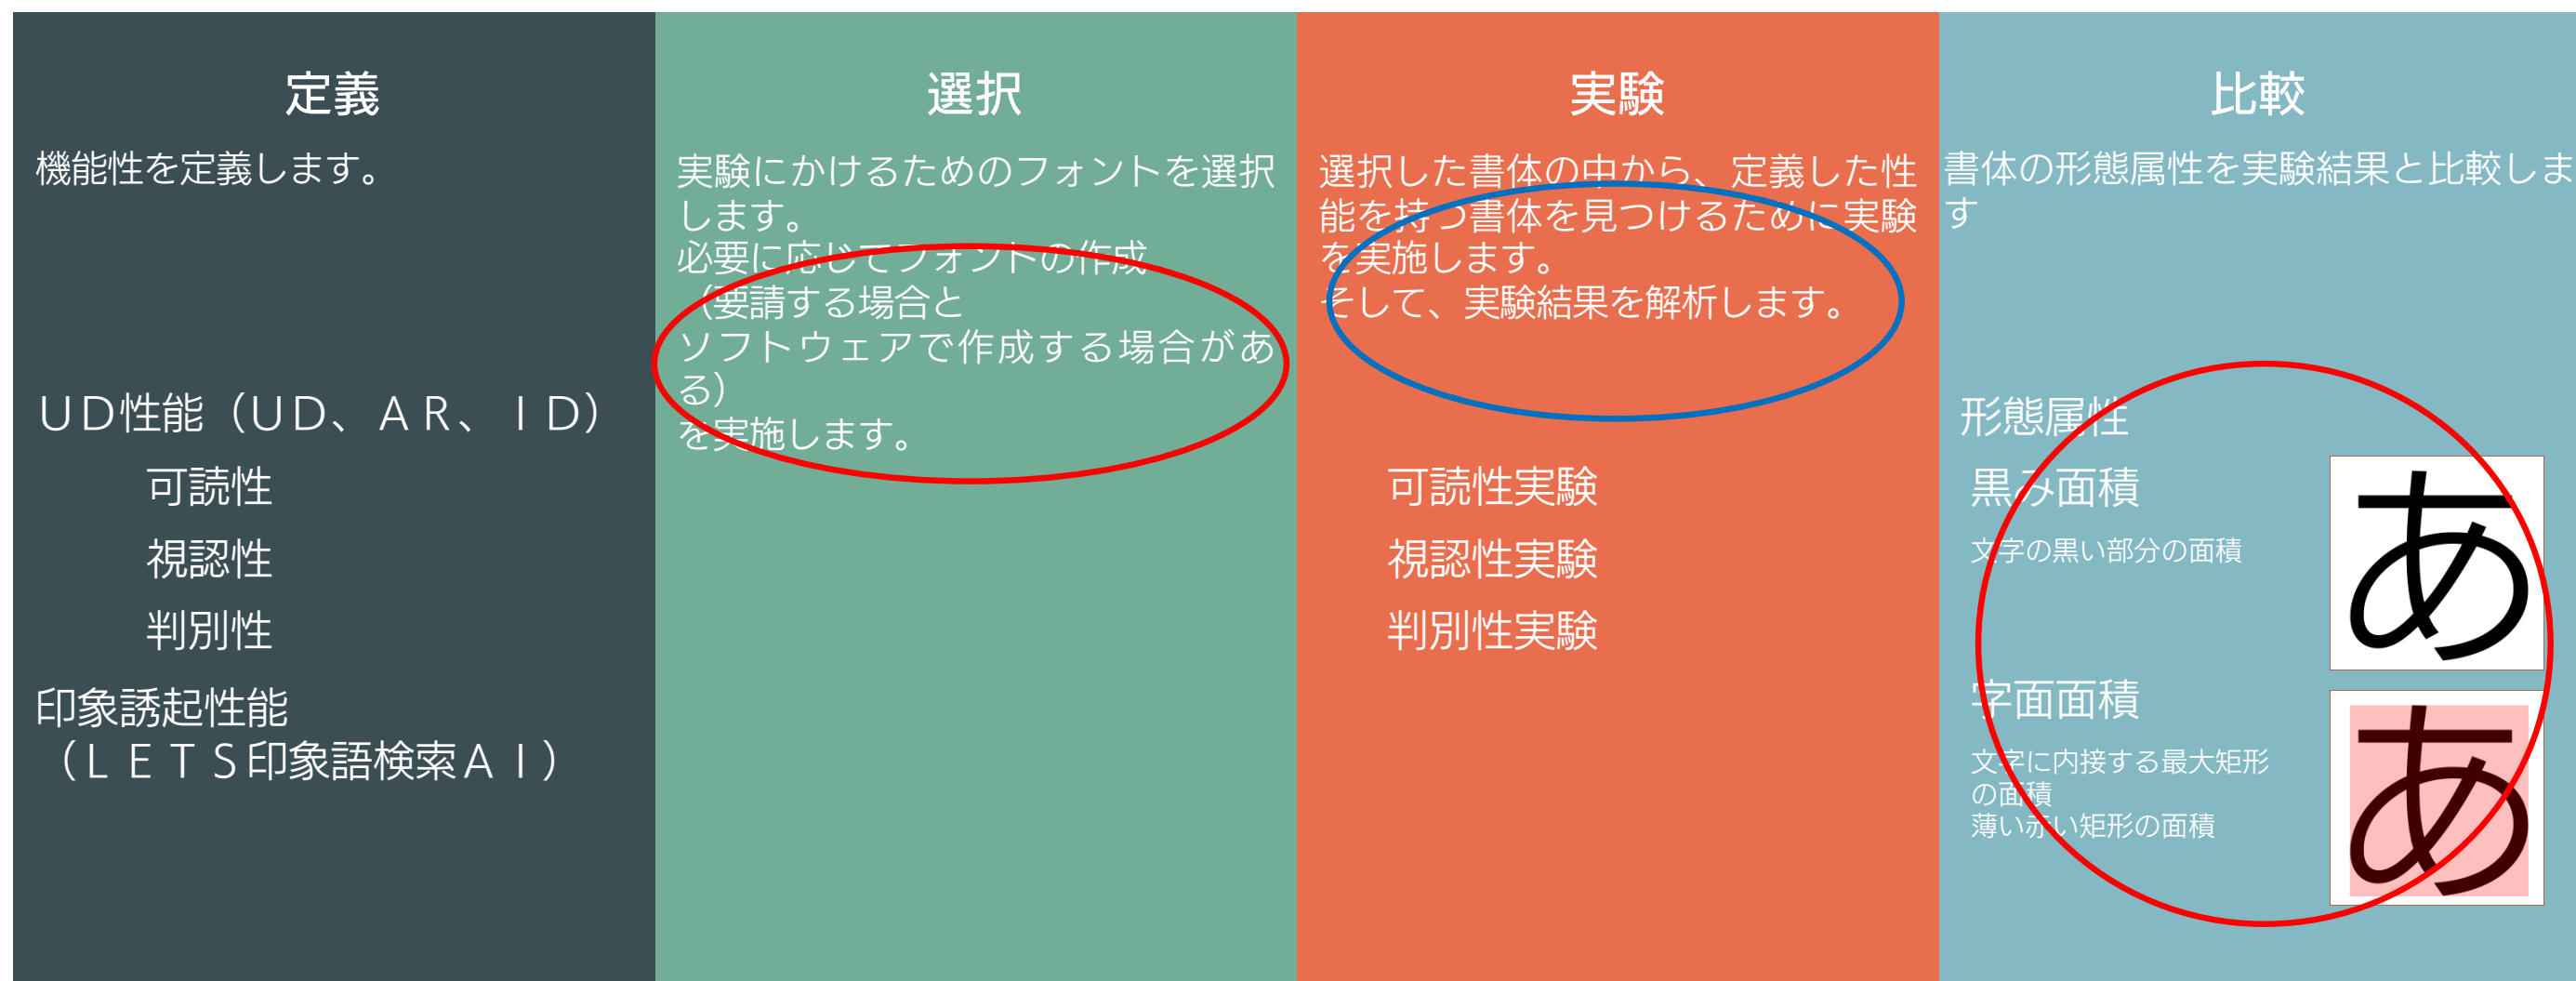 定義
機能性を定義します。
ＵＤ性能（ＵＤ、ＡＲ、ＩＤ）
可読性
視認性
判別性
印象誘起性能
（ＬＥＴＳ印象語検索ＡＩ）
選択
実験にかけるためのフォントを選択
します。
必要に応じてフォントの作成
（要請する場合と
ソフトウェアで作成する場合があ
る）
を実施します。
実験
選択した書体の中から、定義した性
能を持つ書体を見つけるために実験
を実施します。
そして、実験結果を解析します。
可読性実験
視認性実験
判別性実験
比較
書体の形態属性を実験結果と比較しま
す
形態属性
黒み面積
文字の黒い部分の面積
あ
字面面積
文字に内接する最大矩形
の面積
薄い赤い矩形の面積
あ